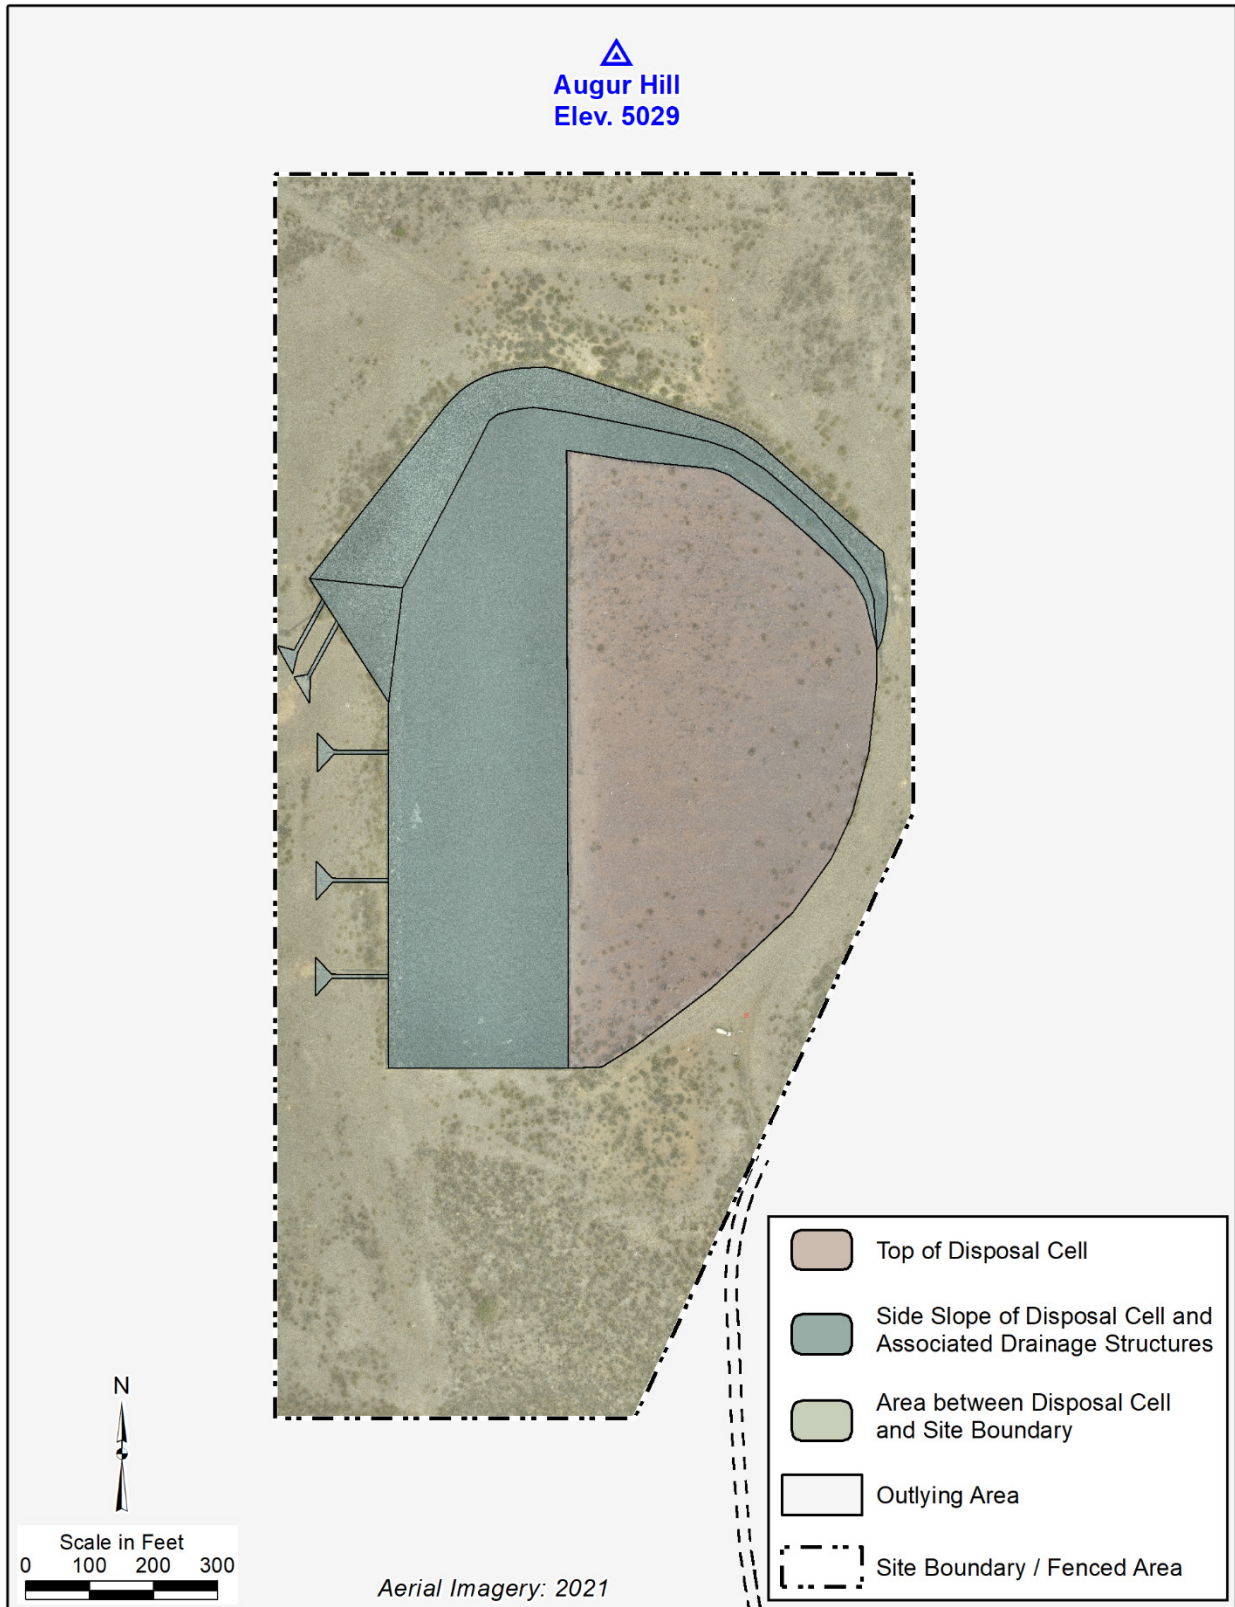 Augur Hill
Elev. 5029
Top of Disposal Cell
Side Slope of Disposal Cell and
Associated Drainage Structures
Area between Disposal Cell
and Site Boundary
Outlying Area
Site Boundary / Fenced Area
N
Scale in Feet
0 100 200 300
Aerial Imagery: 2021